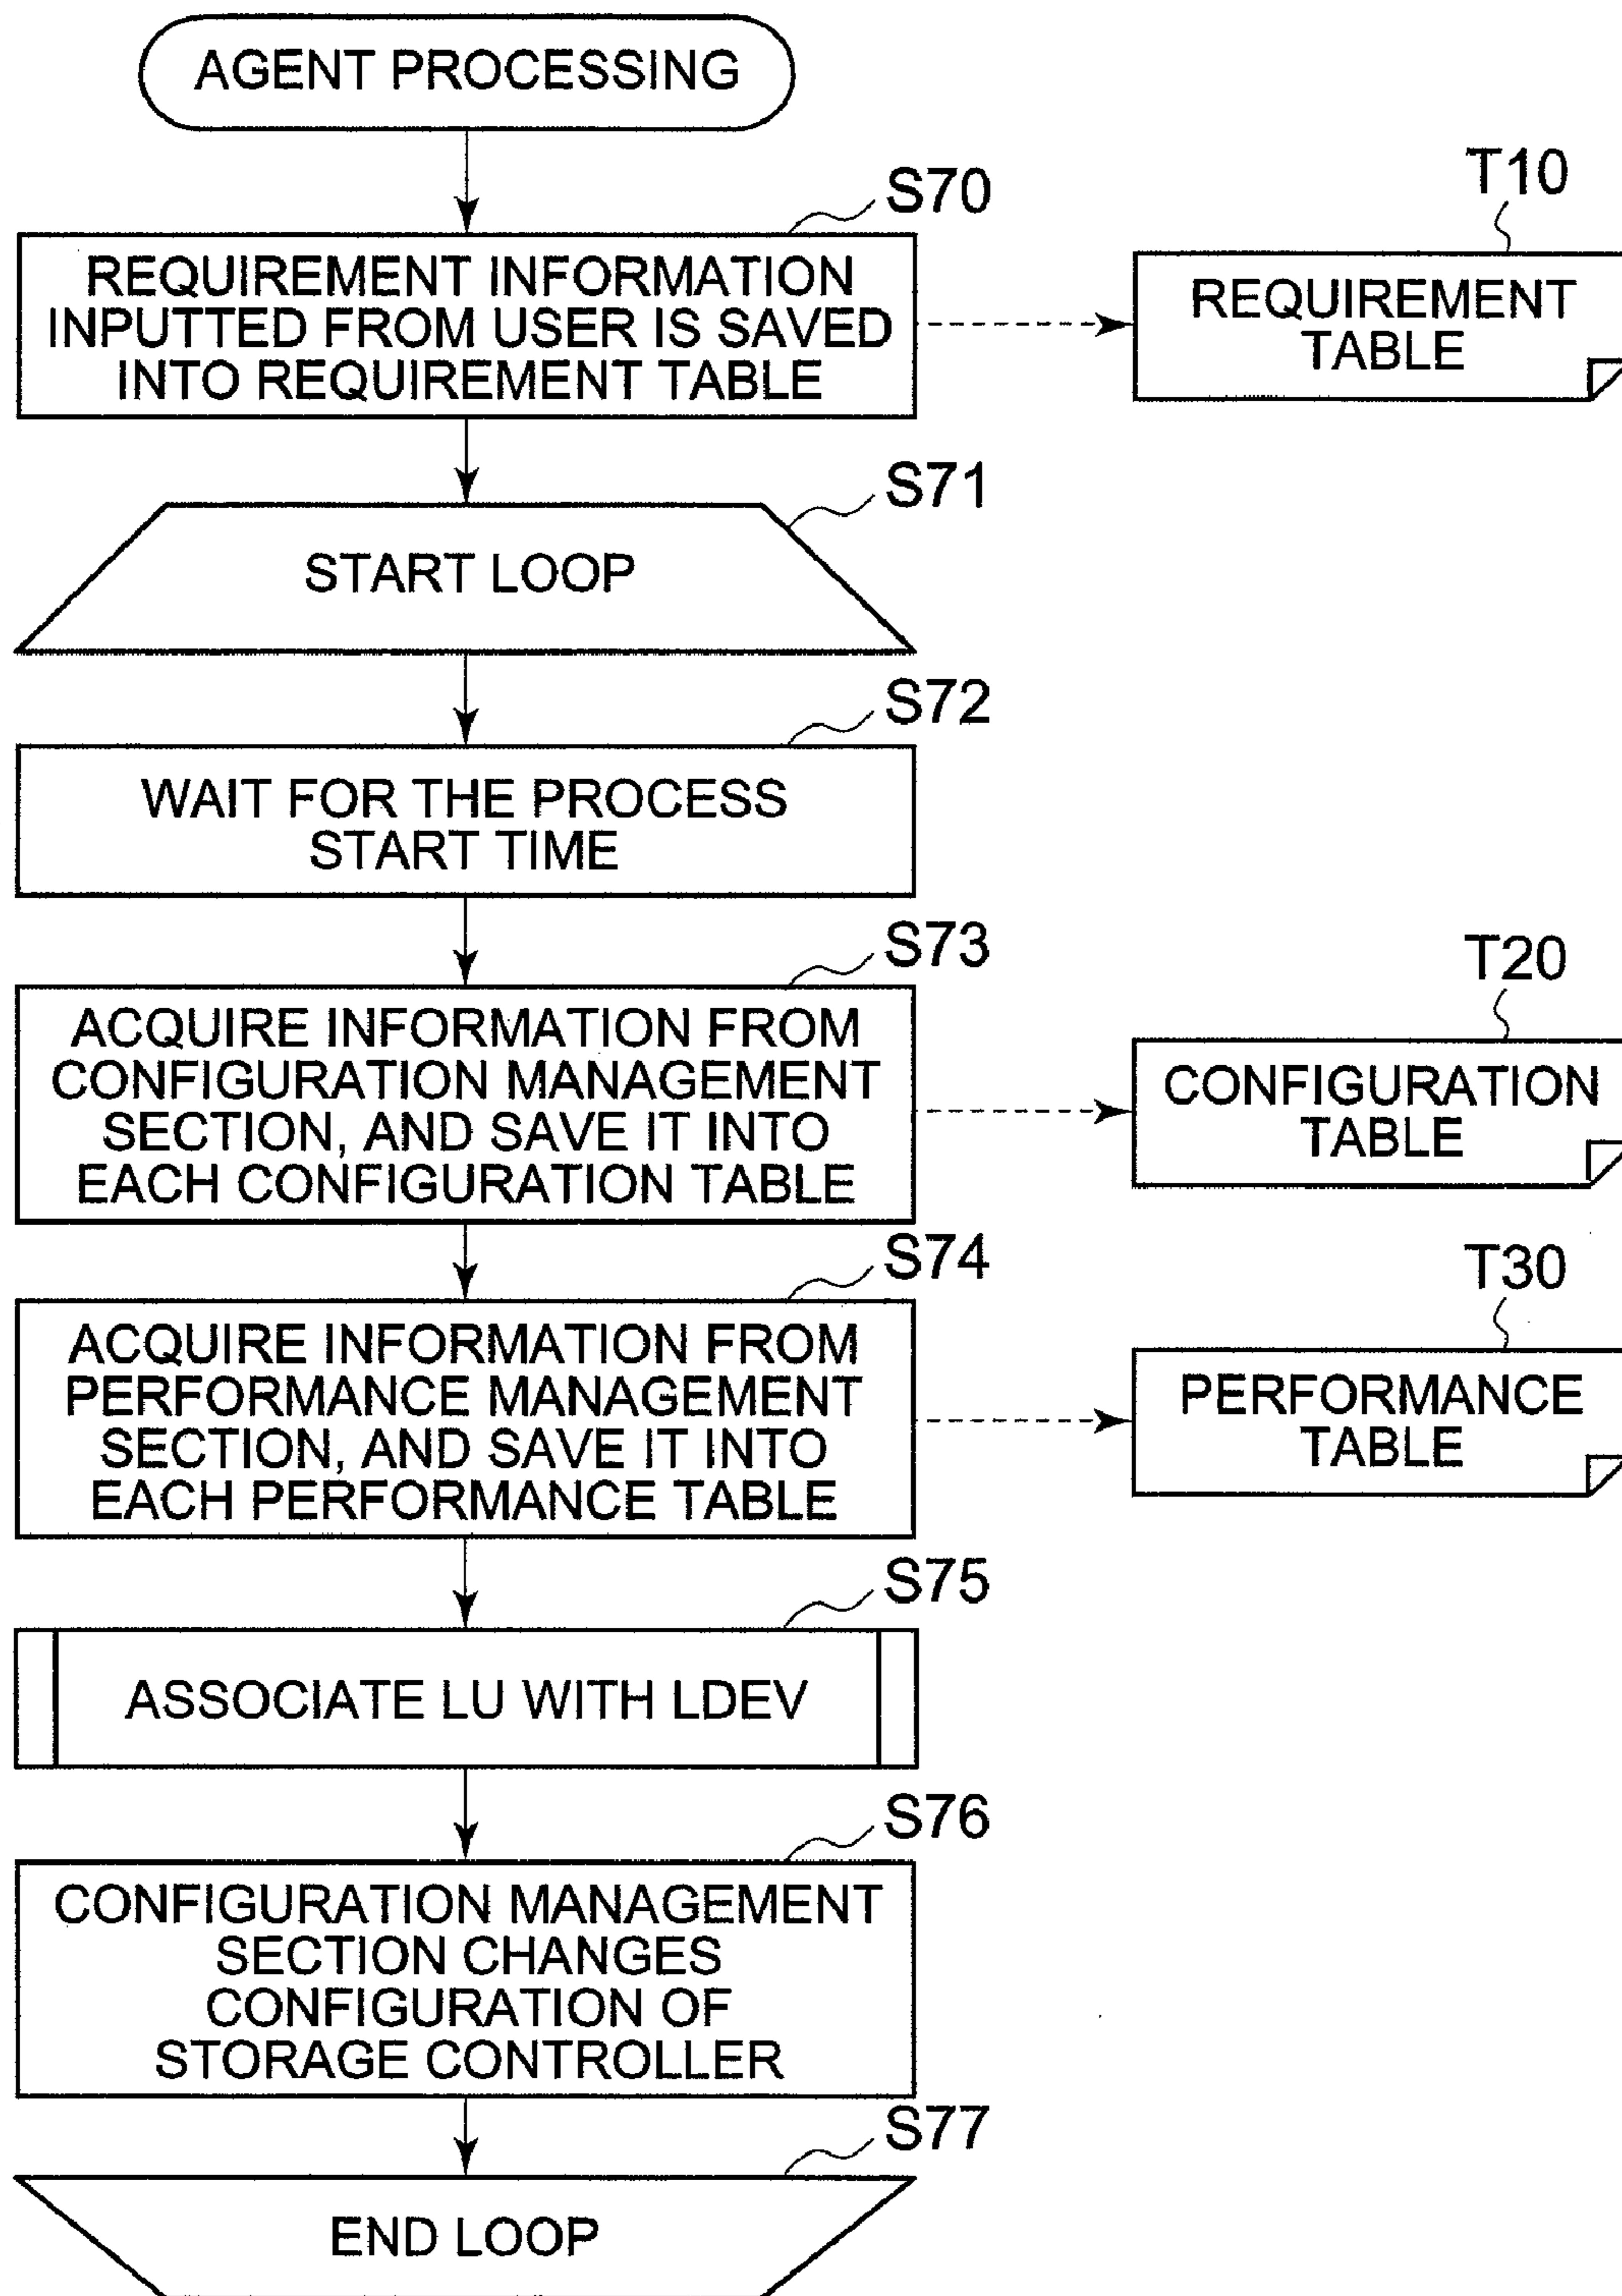 AGENT PROCESSING
S70
REQUIREMENT INFORMATION
INPUTTED FROM USER IS SAVED
INTO REQUIREMENT TABLE
T10
REQUIREMENT
TABLE
S71
START LOOP
S72
WAIT FOR THE PROCESS
START TIME
S73
ACQUIRE INFORMATION FROM
CONFIGURATION MANAGEMENT
SECTION, AND SAVE IT INTO
EACH CONFIGURATION TABLE
T20
CONFIGURATION
TABLE
S74
ACQUIRE INFORMATION FROM
PERFORMANCE MANAGEMENT
SECTION, AND SAVE IT INTO
EACH PERFORMANCE TABLE
T30
PERFORMANCE
TABLE
S75
ASSOCIATE LU WITH LDEV
S76
CONFIGURATION MANAGEMENT
SECTION CHANGES
CONFIGURATION OF
STORAGE CONTROLLER
S77
END LOOP